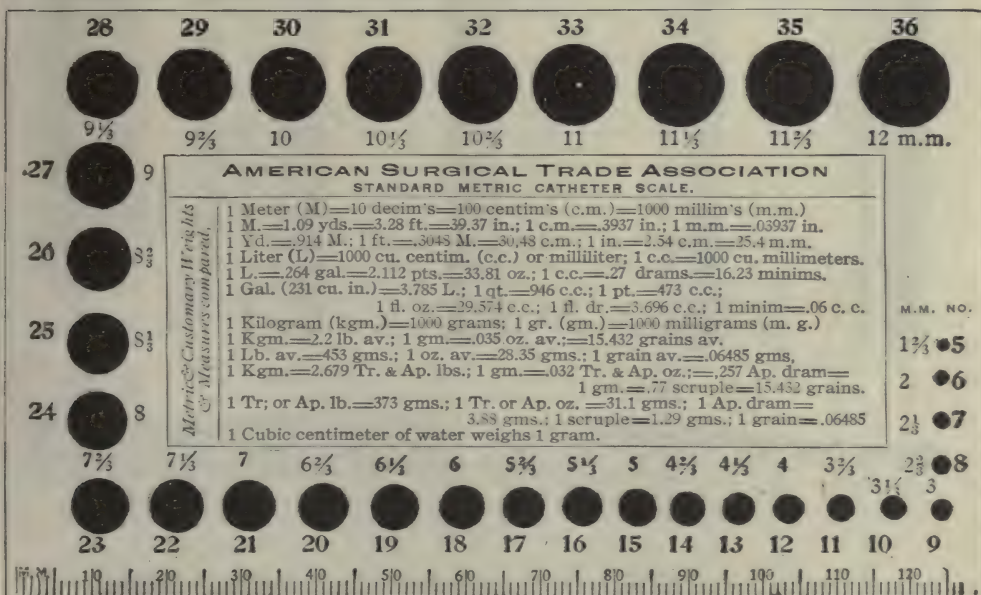 28 29 30 31 32 33 34 35 36
9⅓ 9⅔ 10 10⅓ 10⅔ 11 11⅓ 11⅔ 12 m.m.
27 9
AMERICAN SURGICAL TRADE ASSOCIATION
STANDARD METRIC CATHETER SCALE.
Metric & Customary Weights
& Measures compared.
1 Meter (M)=10 decim's=100 centim's (c.m.)=1000 millim's (m.m.)
1 M.=1.09 yds.=3.28 ft.=39.37 in.; 1 c.m.=.3937 in.; 1 m.m.=.03937 in.
1 Yd.=.914 M.; 1 ft.=.3048 M.=30,48 c.m.; 1 in.=2.54 c.m.=25.4 m.m.
26 8⅔
1 Liter (L)=1000 cu. centim. (c.c.) or milliliter; 1 c.c.=1000 cu. millimeters.
1 L.=.264 gal.=2.112 pts.=33.81 oz.; 1 c.c.=.27 drams.=16.23 minims.
1 Gal. (231 cu. in.)=3.785 L.; 1 qt.=946 c.c.; 1 pt.=473 c.c.;
1 fl. oz.=29.574 c.c.; 1 fl. dr.=3.696 c.c.; 1 minim=.06 c. c.
M.M. NO.
1 Kilogram (kgm.)=1000 grams; 1 gr. (gm.)=1000 milligrams (m. g.)
25 8⅓
1 Kgm.=2.2 lb. av.; 1 gm.=.035 oz. av.;=15.432 grains av.
1⅔ 5
1 Lb. av.=453 gms.; 1 oz. av.=28.35 gms.; 1 grain av.=.06485 gms,
1 Kgm.=2.679 Tr. & Ap. lbs.; 1 gm.=.032 Tr. & Ap. oz.;=,257 Ap. dram=
2 6
1 gm.=.77 scruple=15.432 grains.
24 8
1 Tr; or Ap. lb.=373 gms.; 1 Tr. or Ap. oz. =31.1 gms.; 1 Ap. dram=
3.88 gms.; 1 scruple=1.29 gms.; 1 grain=.06485
2⅓ 7
1 Cubic centimeter of water weighs 1 gram.
7⅔ 7⅓ 7 6⅔ 6⅓ 6 5⅔ 5⅓ 5 4⅔ 4⅓ 4 3⅔ 2⅔ 8
3⅓ 3
23 22 21 20 19 18 17 16 15 14 13 12 11 10 9
M.M. 10 20 30 40 50 60 70 80 90 100 110 120